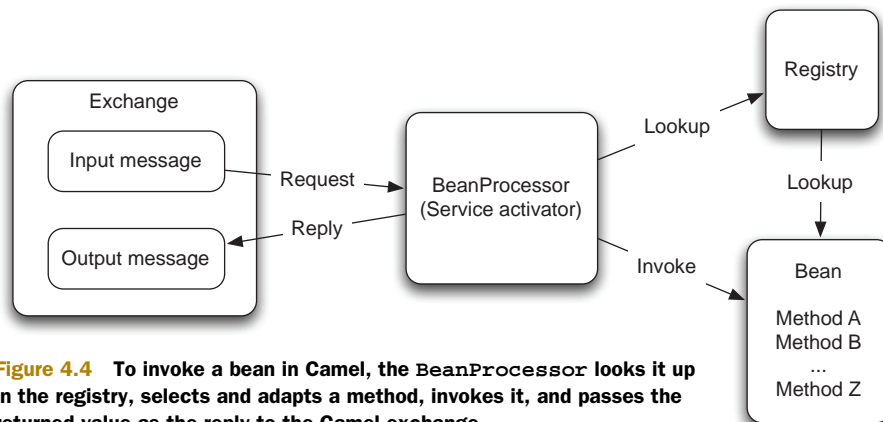 Exchange
Input message
Output message
Request
Reply
BeanProcessor
(Service activator)
Lookup
Registry
Lookup
Invoke
Bean
Method A
Method B
...
Method Z
Figure 4.4 To invoke a bean in Camel, the BeanProcessor looks it up
in the registry, selects and adapts a method, invokes it, and passes the
returned value as the reply to the Camel exchange.